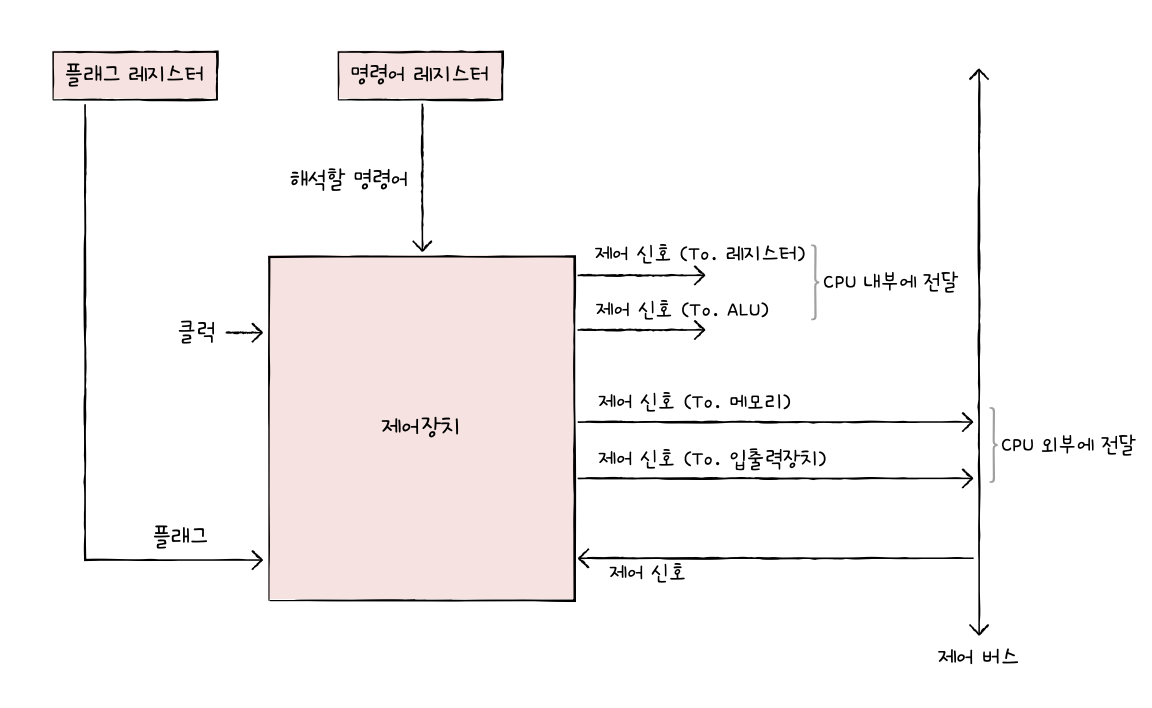 플래그 레지스터
명령어 레지스터
해석할 명령어
제어 신호 (To. 레지스터)
CPU 내부에 전달
제어 신호 (To. ALU)
클럭
제어 신호 (To. 메모리)
제어장치
CPU 외부에 전달
제어 신호 (To. 입출력장치)
플래그
제어 신호
제어 버스